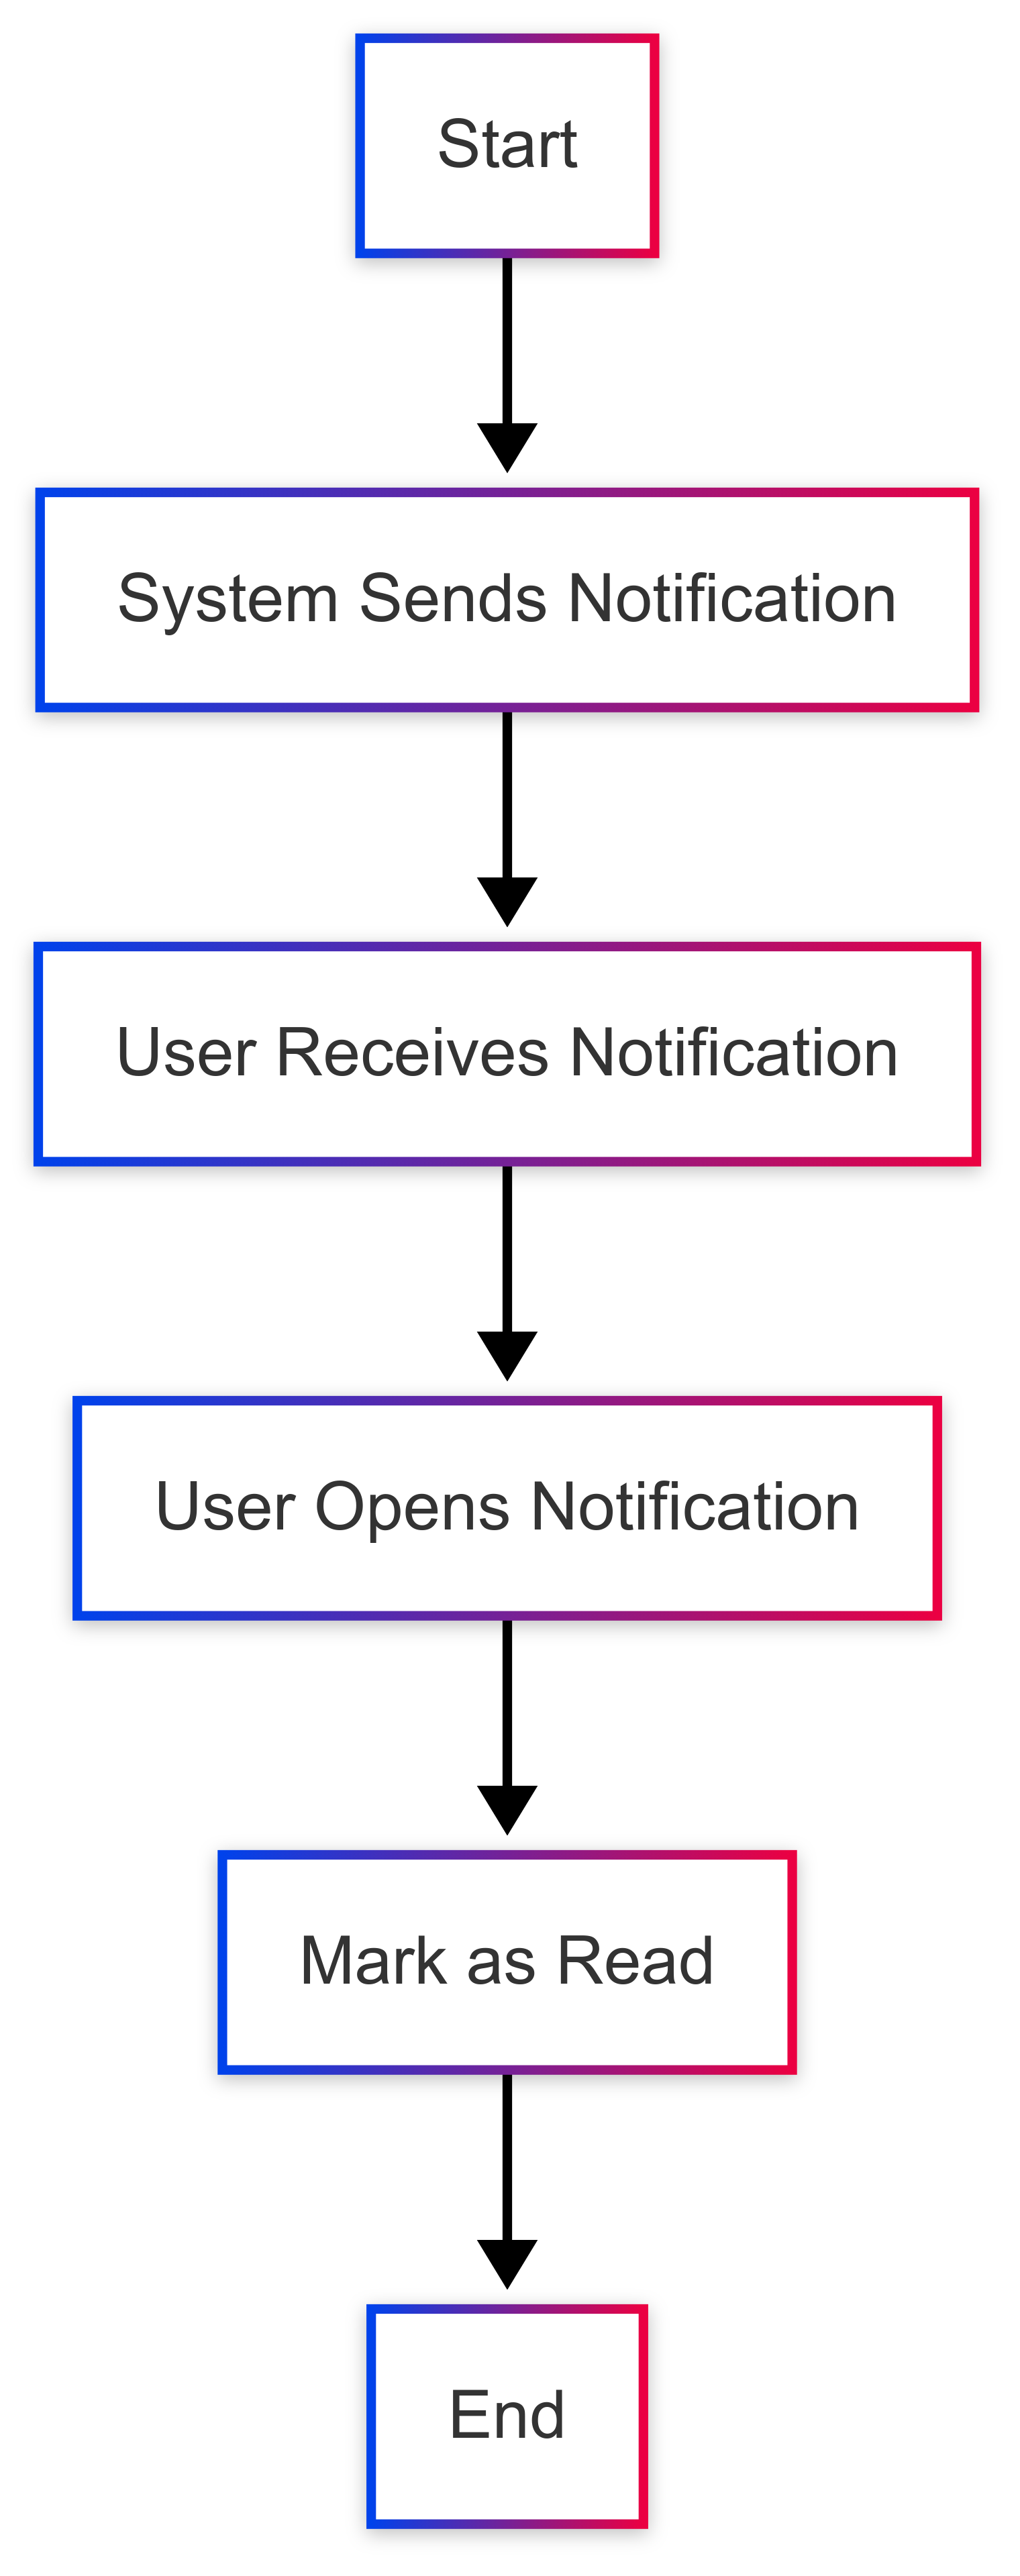 Start
System Sends Notification
User Receives Notification
User Opens Notification
Mark as Read
End